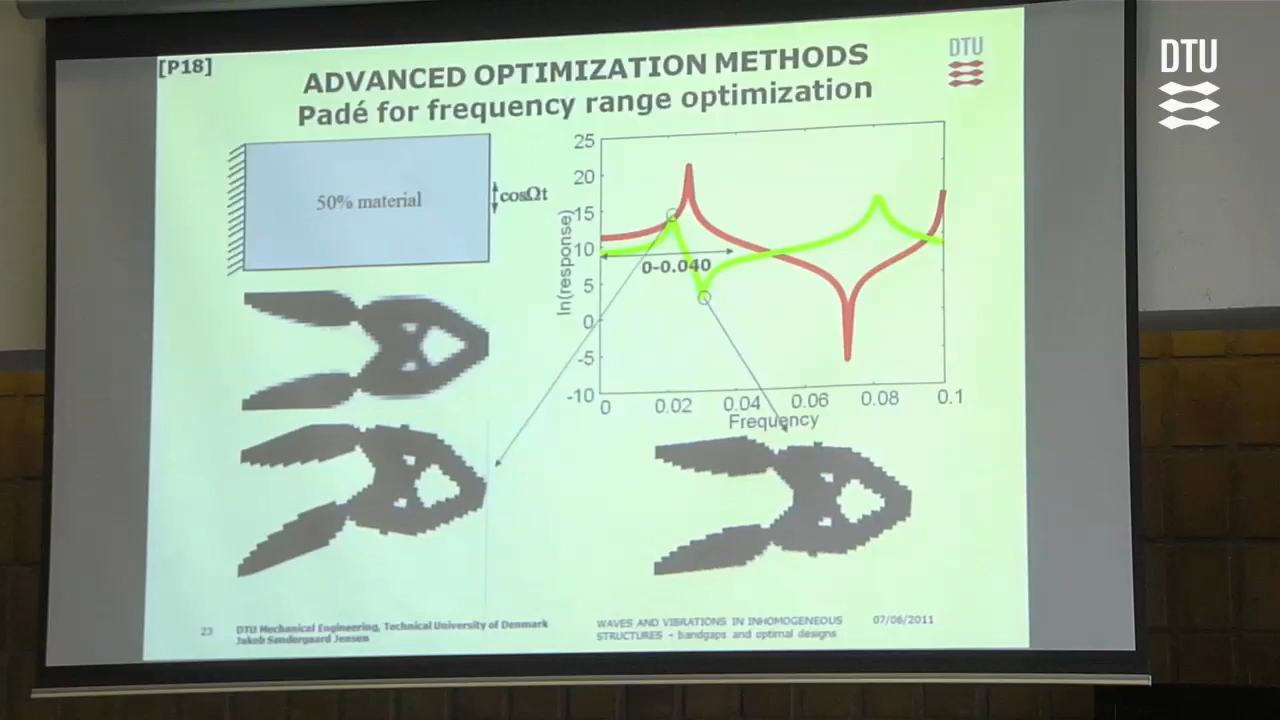 [P18]
ADVANCED OPTIMIZATION METHODS
Padé for frequency range optimization
DTU
DTU
50% material
cosΩt
25
20
15
10
5
0
-5
-10
ln(response)
0-0.040
0
0.02
0.04
0.06
0.08
0.1
Frequency
23
DTU Mechanical Engineering, Technical University of Denmark
Jakob Søndergaard Jensen
WAVES AND VIBRATIONS IN INHOMOGENEOUS
STRUCTURES - bandgaps and optimal designs
07/06/2011